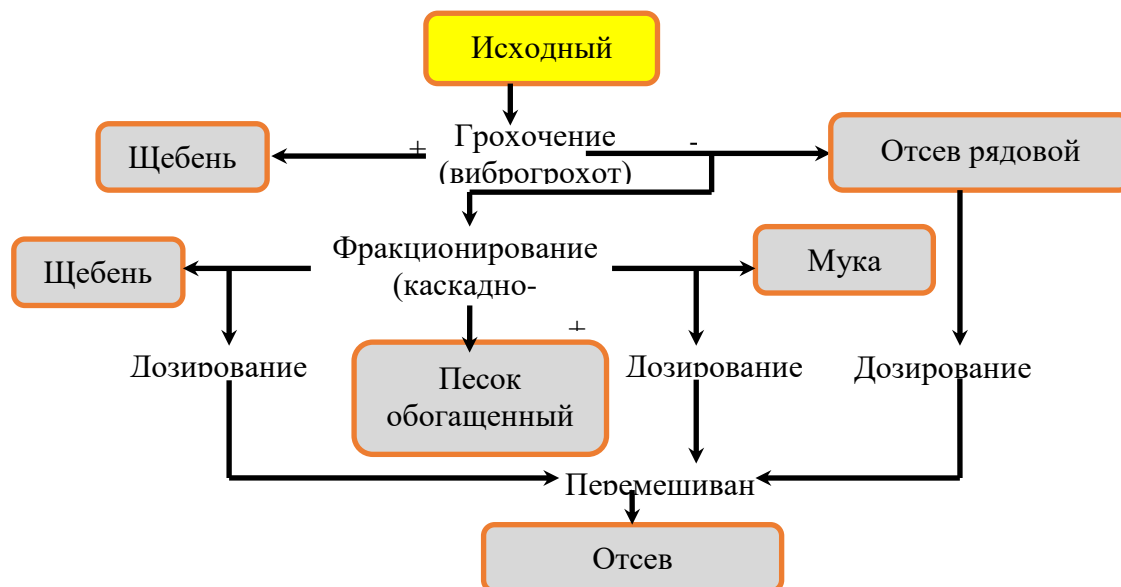 Исходный
Щебень
+
Грохочение
(виброгрохот)
-
Отсев рядовой
Щебень
Фракционирование
(каскадно-
Мука
+
Дозирование
Песок
обогащенный
Дозирование
Дозирование
Перемешиван
Отсев